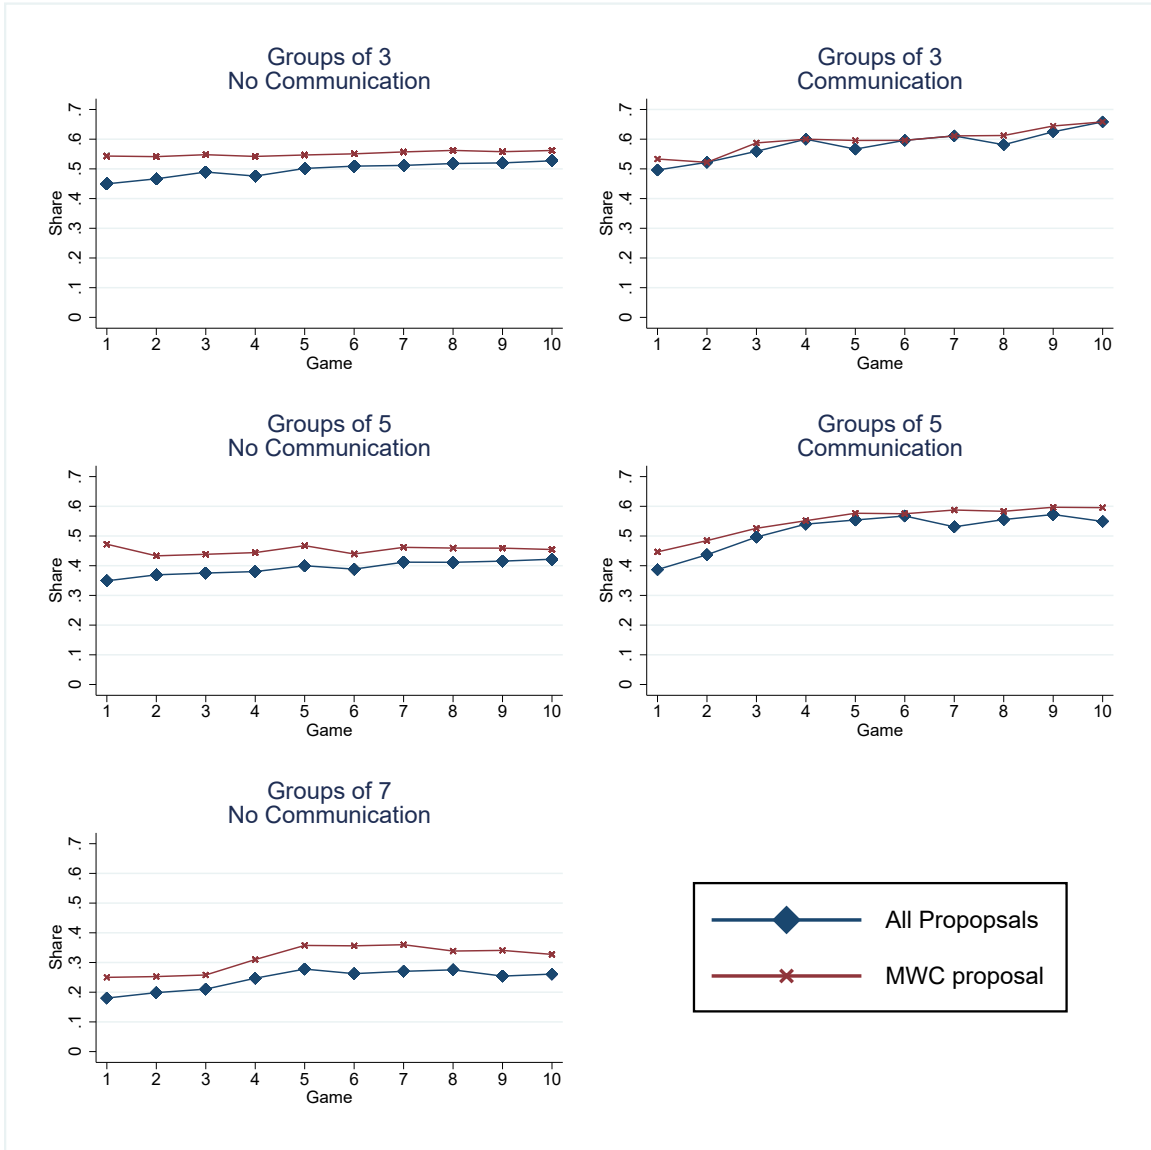 Groups of 3
No Communication
Share
.7
.6
.5
.4
.3
.2
.1
0
1 2 3 4 5 6 7 8 9 10
Game
Groups of 3
Communication
Share
.7
.6
.5
.4
.3
.2
.1
0
1 2 3 4 5 6 7 8 9 10
Game
Groups of 5
No Communication
Share
.7
.6
.5
.4
.3
.2
.1
0
1 2 3 4 5 6 7 8 9 10
Game
Groups of 5
Communication
Share
.7
.6
.5
.4
.3
.2
.1
0
1 2 3 4 5 6 7 8 9 10
Game
Groups of 7
No Communication
Share
.7
.6
.5
.4
.3
.2
.1
0
1 2 3 4 5 6 7 8 9 10
Game
All Propopsals
MWC proposal